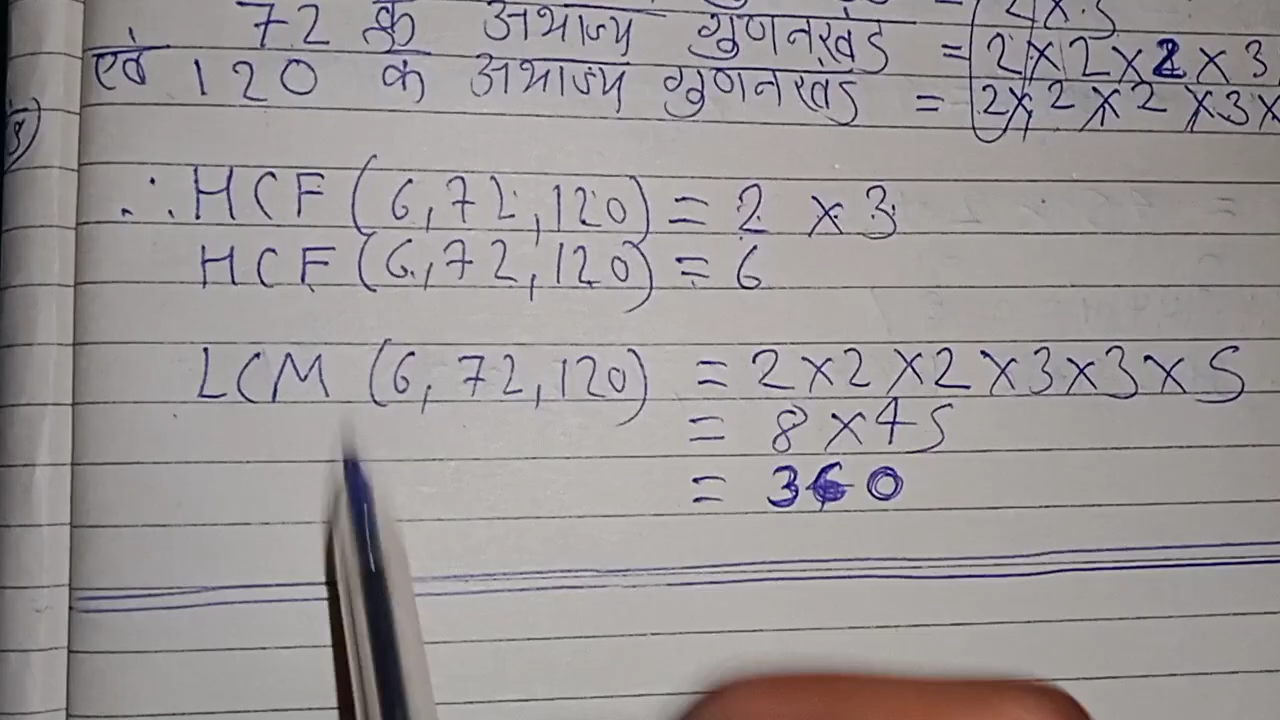 2×3
72 के अभाज्य गुणनखंड = 2×2×2×3
एवं 120 के अभाज्य गुणनखंड = 2×2×2×3×
∴ HCF (6,72,120) = 2 × 3
HCF (6,72,120) = 6
LCM (6,72,120) = 2×2×2×3×3×5
= 8×45
= 360